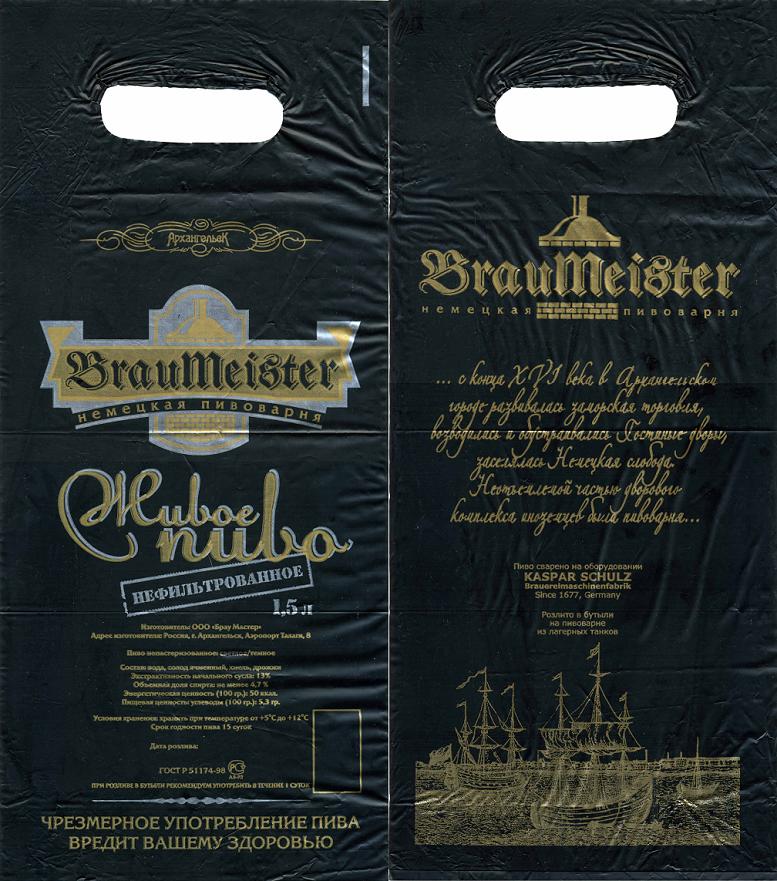 Архангельск
BrauMeister
немецкая пивоварня
Живое
пиво
НЕФИЛЬТРОВАННОЕ
1,5 л
Изготовитель: ООО «Брау Мастер»
Адрес изготовителя: Россия, г. Архангельск, Аэропорт Талаги, 8
Пиво непастеризованное: светлое/темное
Состав: вода, солод ячменный, хмель, дрожжи
Экстрактивность начального сусла: 13%
Объемная доля спирта: не менее 4,7 %
Энергетическая ценность (100 гр.): 50 ккал.
Пищевая ценность: углеводы (100 гр.): 5,3 гр.
Условия хранения: хранить при температуре от +5°C до +12°C
Срок годности пива 15 суток
Дата розлива:
ГОСТ Р 51174-98
ПРИ РОЗЛИВЕ В БУТЫЛИ РЕКОМЕНДУЕМ УПОТРЕБИТЬ В ТЕЧЕНИЕ 1 СУТОК
ЧРЕЗМЕРНОЕ УПОТРЕБЛЕНИЕ ПИВА
ВРЕДИТ ВАШЕМУ ЗДОРОВЬЮ
BrauMeister
немецкая пивоварня
... с конца XVI века в Архангельском
городе развивалась заморская торговля,
возводились и обстраивались Гостиные дворы,
заселялась Немецкая слобода.
Неотъемлемой частью дворового
комплекса иноземцев была пивоварня...
Пиво сварено на оборудовании
KASPAR SCHULZ
Brauereimaschinenfabrik
Since 1677, Germany
Розлито в бутыли
на пивоварне
из лагерных танков